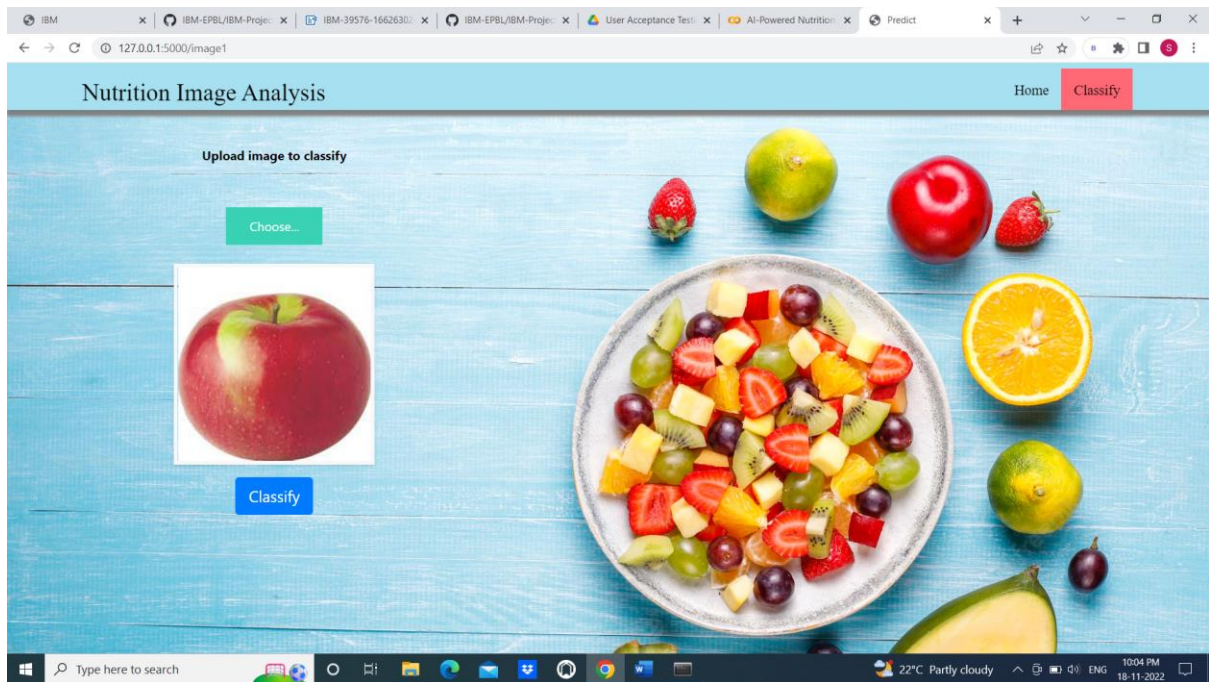 IBM
IBM-EPBL/IBM-Projec
IBM-39576-16626302
IBM-EPBL/IBM-Projec
User Acceptance Testi
AI-Powered Nutrition
Predict
127.0.0.1:5000/image1
B
S
Nutrition Image Analysis
Home
Classify
Upload image to classify
Choose...
Classify
Type here to search
W
22°C Partly cloudy
ENG
10:04 PM
18-11-2022